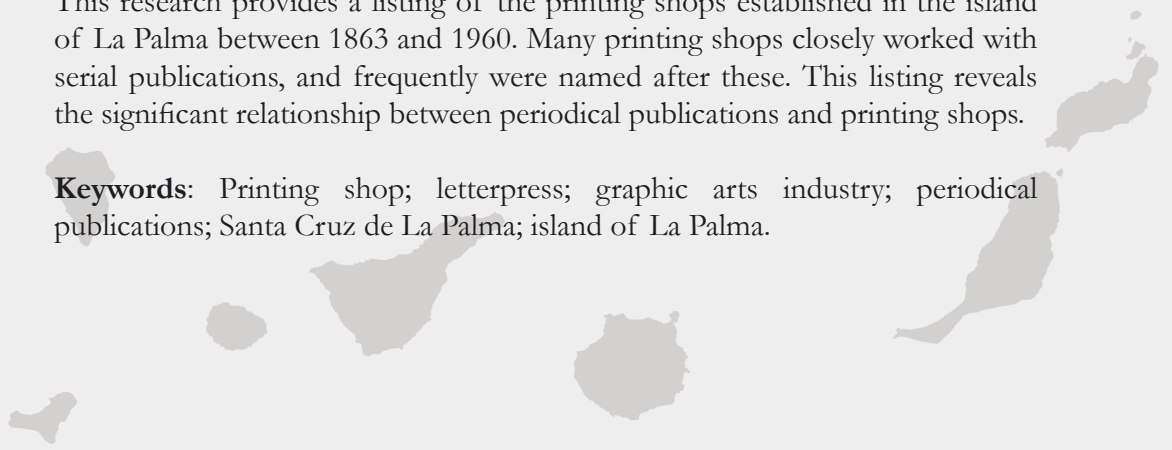 This research provides a listing of the printing shops established in the island
of La Palma between 1863 and 1960. Many printing shops closely worked with
serial publications, and frequently were named after these. This listing reveals
the significant relationship between periodical publications and printing shops.
Keywords: Printing shop; letterpress; graphic arts industry; periodical
publications; Santa Cruz de La Palma; island of La Palma.